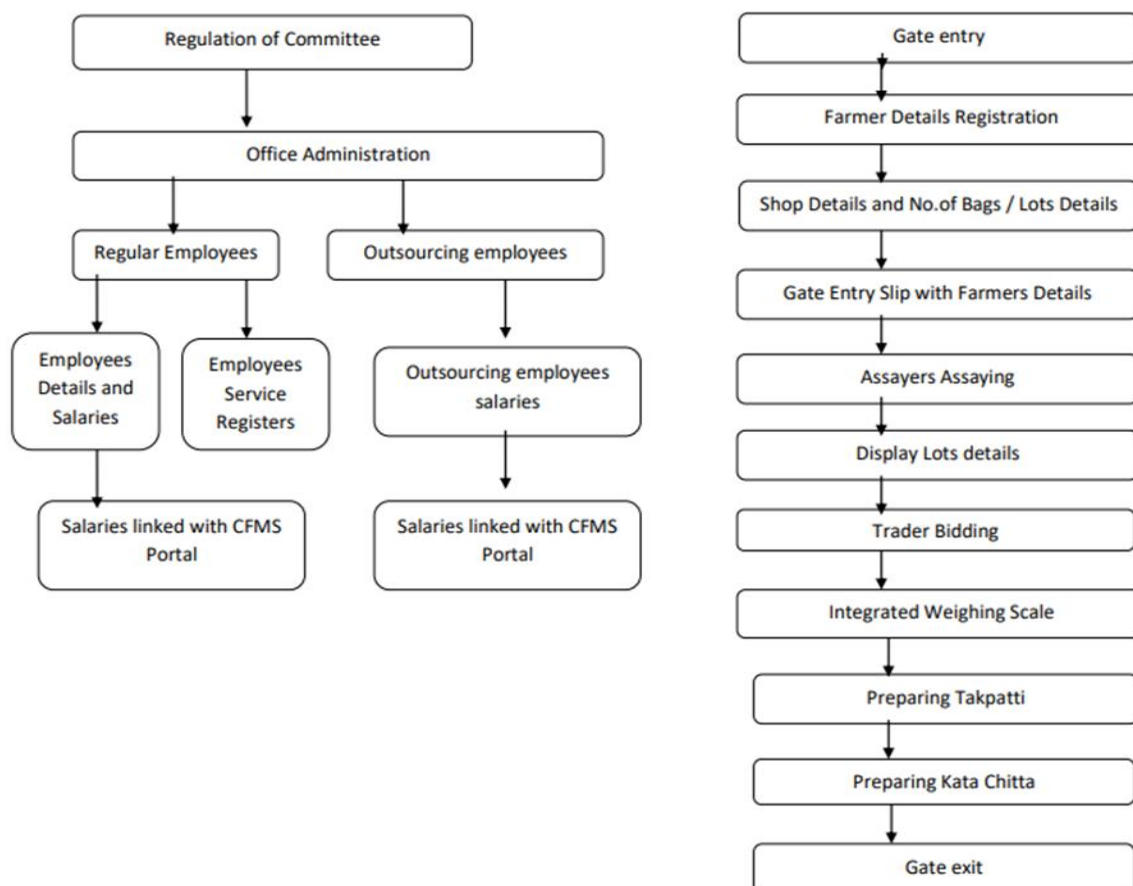 Regulation of Committee
Office Administration
Regular Employees
Outsourcing employees
Employees
Details and
Salaries
Employees
Service
Registers
Outsourcing employees
salaries
Salaries linked with CFMS
Portal
Salaries linked with CFMS
Portal
Gate entry
Farmer Details Registration
Shop Details and No.of Bags / Lots Details
Gate Entry Slip with Farmers Details
Assayers Assaying
Display Lots details
Trader Bidding
Integrated Weighing Scale
Preparing Takpatti
Preparing Kata Chitta
Gate exit